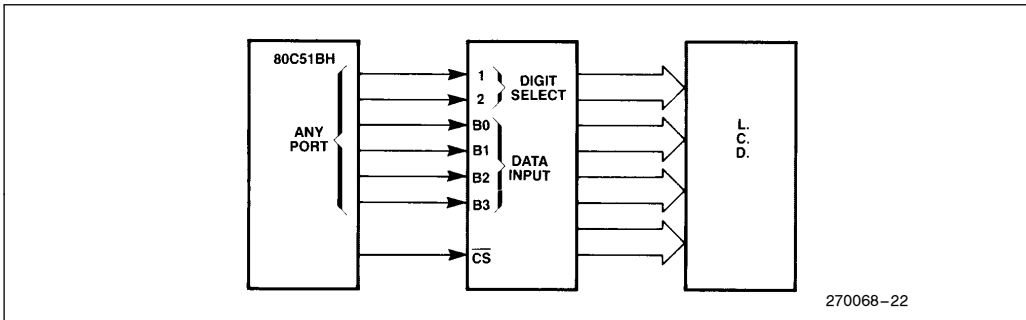 80C51BH
ANY
PORT
1
2
B0
B1
B2
B3
CS
DIGIT
SELECT
DATA
INPUT
L.
C.
D.
270068-22